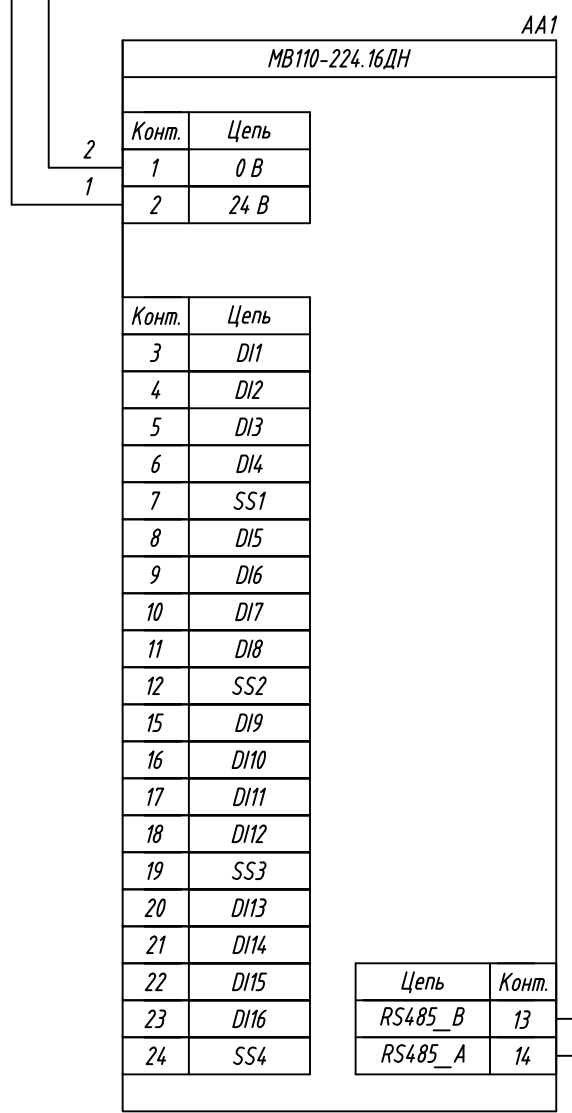 AA1
МВ110-224.16ДН
Конт. Цепь
2
1 0 В
1
2 24 В
Конт. Цепь
3 DI1
4 DI2
5 DI3
6 DI4
7 SS1
8 DI5
9 DI6
10 DI7
11 DI8
12 SS2
15 DI9
16 DI10
17 DI11
18 DI12
19 SS3
20 DI13
21 DI14
22 DI15
23 DI16
24 SS4
Цепь Конт.
RS485_B 13
RS485_A 14